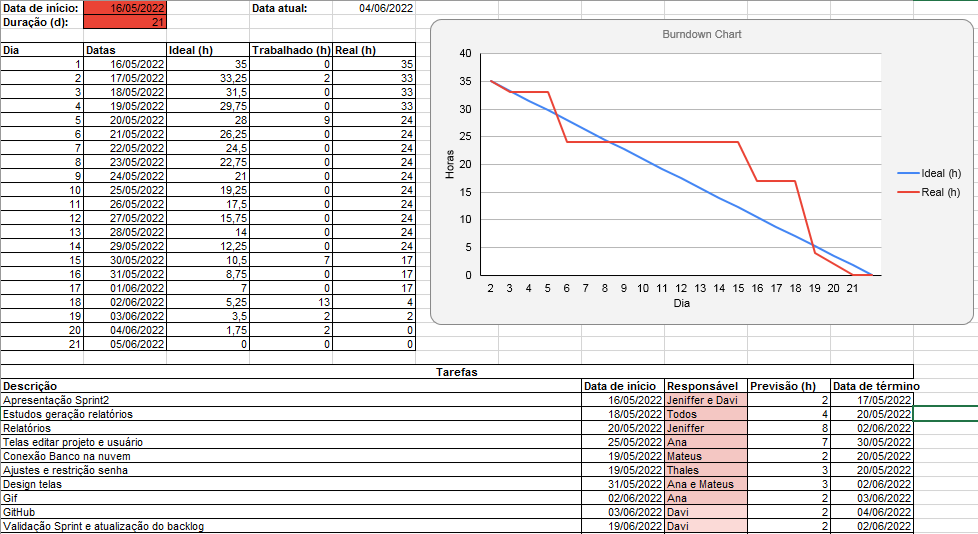 Data de início: 16/05/2022 Data atual: 04/06/2022
Duração (d): 21
Dia Datas Ideal (h) Trabalhado (h) Real (h)
1 16/05/2022 35 0 35
2 17/05/2022 33,25 2 33
3 18/05/2022 31,5 0 33
4 19/05/2022 29,75 0 33
5 20/05/2022 28 9 24
6 21/05/2022 26,25 0 24
7 22/05/2022 24,5 0 24
8 23/05/2022 22,75 0 24
9 24/05/2022 21 0 24
10 25/05/2022 19,25 0 24
11 26/05/2022 17,5 0 24
12 27/05/2022 15,75 0 24
13 28/05/2022 14 0 24
14 29/05/2022 12,25 0 24
15 30/05/2022 10,5 7 17
16 31/05/2022 8,75 0 17
17 01/06/2022 7 0 17
18 02/06/2022 5,25 13 4
19 03/06/2022 3,5 2 2
20 04/06/2022 1,75 2 0
21 05/06/2022 0 0 0
Burndown Chart
40
35
30
25
20
15
10
5
0
Horas
2 3 4 5 6 7 8 9 10 11 12 13 14 15 16 17 18 19 20 21
Dia
Ideal (h)
Real (h)
Tarefas
Descrição Data de início Responsável Previsão (h) Data de término
Apresentação Sprint2 16/05/2022 Jeniffer e Davi 2 17/05/2022
Estudos geração relatórios 18/05/2022 Todos 4 20/05/2022
Relatórios 20/05/2022 Jeniffer 8 02/06/2022
Telas editar projeto e usuário 25/05/2022 Ana 7 30/05/2022
Conexão Banco na nuvem 19/05/2022 Mateus 2 20/05/2022
Ajustes e restrição senha 19/05/2022 Thales 3 20/05/2022
Design telas 31/05/2022 Ana e Mateus 3 02/06/2022
Gif 02/06/2022 Ana 2 03/06/2022
GitHub 03/06/2022 Davi 2 04/06/2022
Validação Sprint e atualização do backlog 19/06/2022 Davi 2 02/06/2022